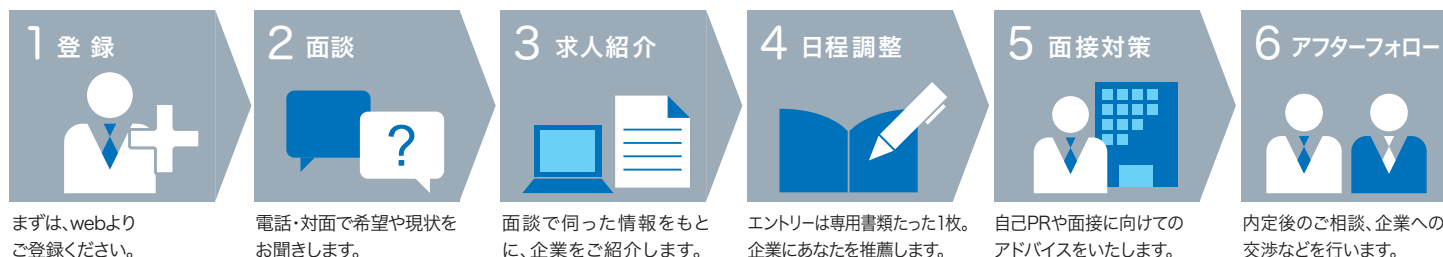 1 登録
まずは、webより
ご登録ください。
2 面談
?
電話・対面で希望や現状を
お聞きします。
3 求人紹介
面談で伺った情報をもと
に、企業をご紹介します。
4 日程調整
エントリーは専用書類たった1枚。
企業にあなたを推薦します。
5 面接対策
自己PRや面接に向けての
アドバイスをいたします。
6 アフターフォロー
内定後のご相談、企業への
交渉などを行います。